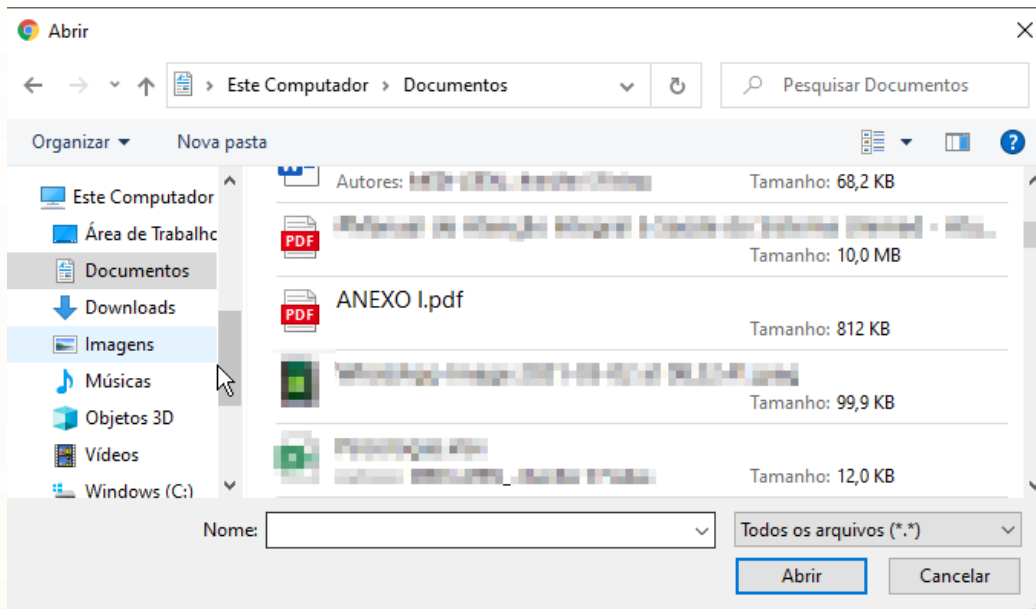 Abrir
Este Computador > Documentos
Pesquisar Documentos
Organizar
Nova pasta
?
Este Computador
Área de Trabalho
Documentos
Downloads
Imagens
Músicas
Objetos 3D
Vídeos
Windows (C:)
Autores:
Tamanho: 68,2 KB
PDF
Tamanho: 10,0 MB
PDF
ANEXO I.pdf
Tamanho: 812 KB
Tamanho: 99,9 KB
Tamanho: 12,0 KB
Nome:
Todos os arquivos (*.*)
Abrir
Cancelar